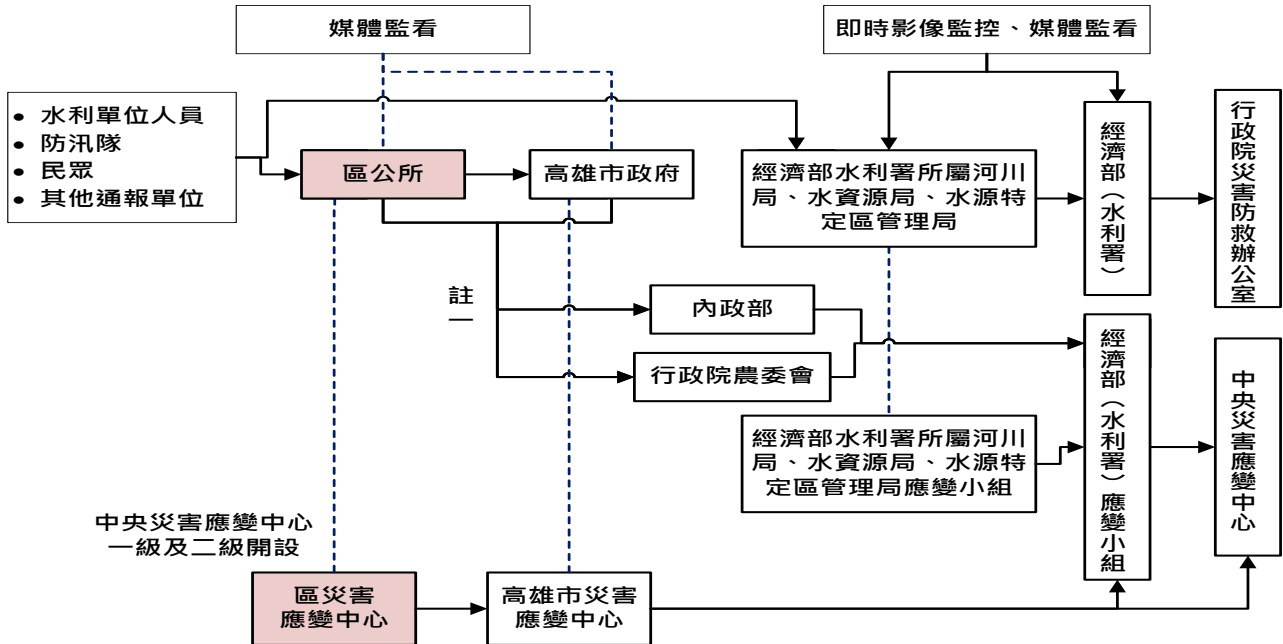 媒體監看
即時影像監控、媒體監看
• 水利單位人員
• 防汛隊
• 民眾
• 其他通報單位
區公所
高雄市政府
經濟部水利署所屬河川
局、水資源局、水源特
定區管理局
經濟部（水利署）
行政院災害防救辦公室
註一
內政部
行政院農委會
經濟部水利署所屬河川
局、水資源局、水源特
定區管理局應變小組
經濟部（水利署）應變小組
中央災害應變中心
中央災害應變中心
一級及二級開設
區災害
應變中心
高雄市災害
應變中心